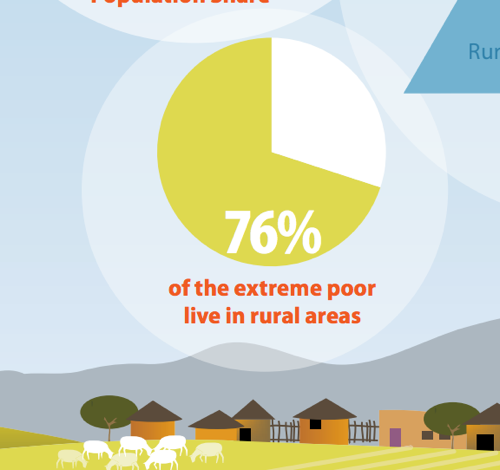 Population Share
Rur
76%
of the extreme poor
live in rural areas